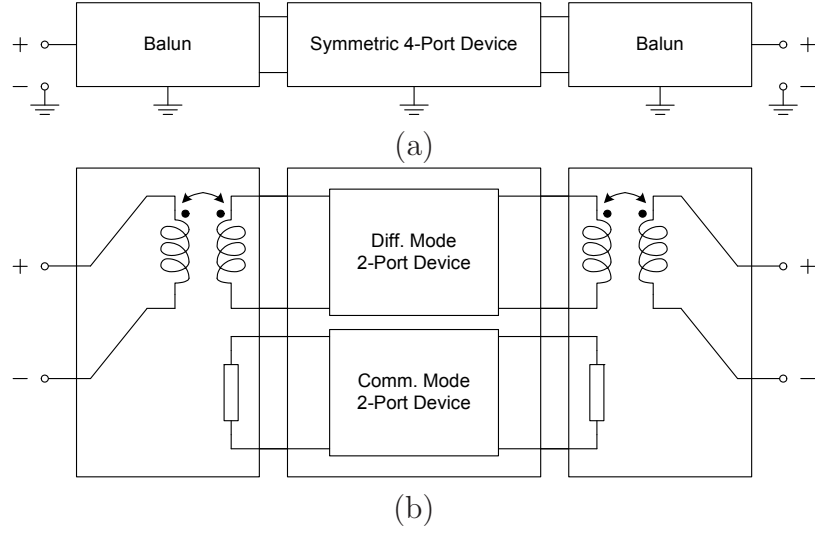 + Balun Symmetric 4-Port Device Balun +
− −
(a)
Diff. Mode
+ 2-Port Device +
Comm. Mode
− 2-Port Device −
(b)